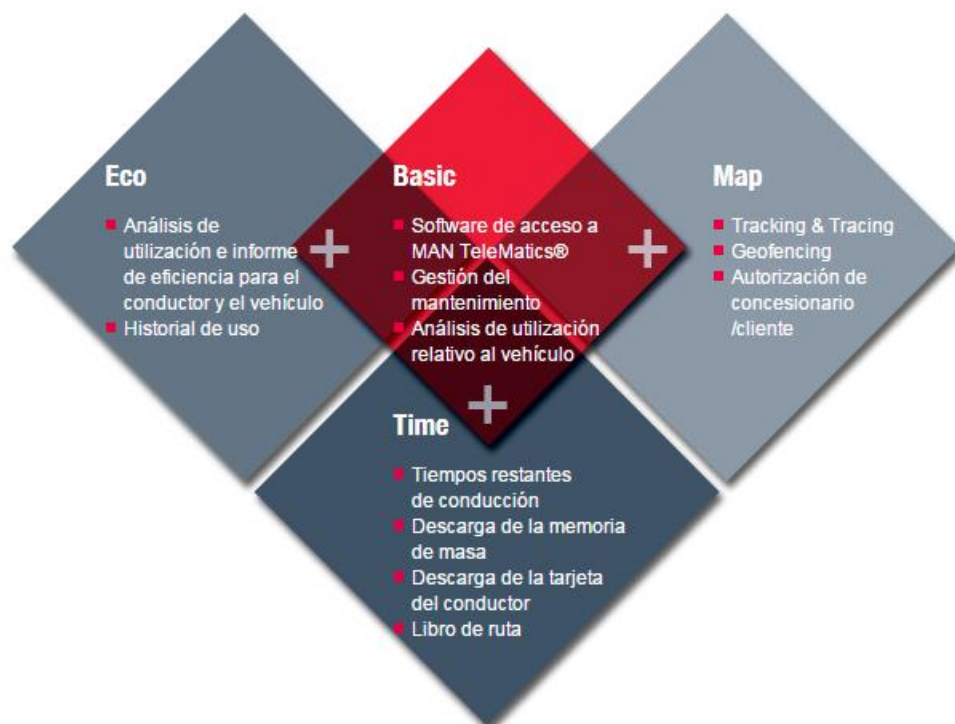 Eco
Análisis de
utilización e informe
de eficiencia para el
conductor y el vehículo
Historial de uso
Basic
Software de acceso a
MAN TeleMatics®
Gestión del
mantenimiento
Análisis de utilización
relativo al vehículo
Map
Tracking & Tracing
Geofencing
Autorización de
concesionario
/cliente
Time
Tiempos restantes
de conducción
Descarga de la memoria
de masa
Descarga de la tarjeta
del conductor
Libro de ruta